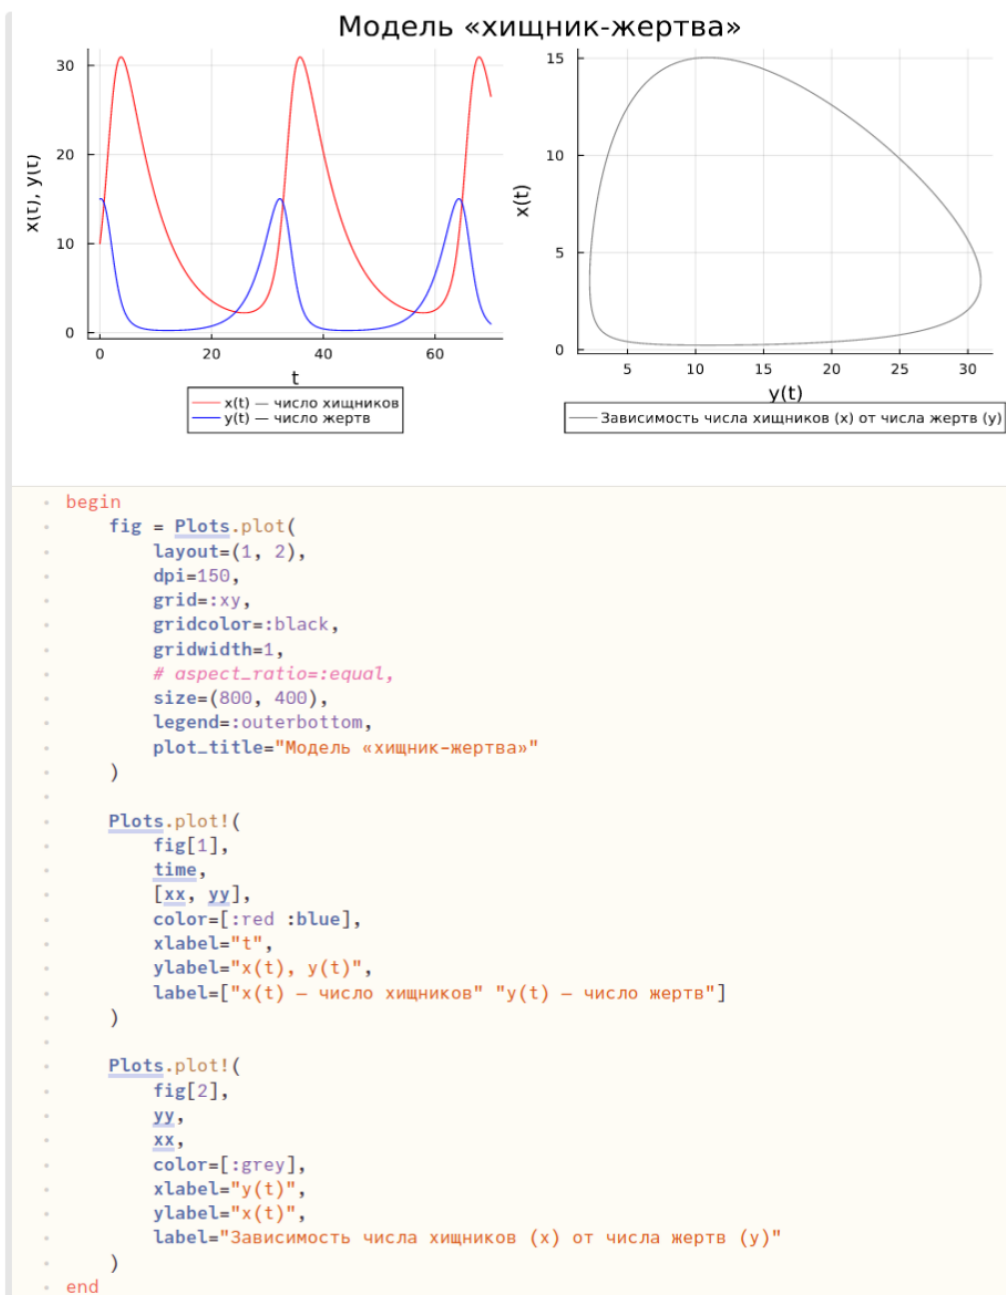 Модель «хищник-жертва»
30
20
10
0
x(t), y(t)
0 20 40 60
t
x(t) — число хищников
y(t) — число жертв
15
10
5
0
x(t)
5 10 15 20 25 30
y(t)
Зависимость числа хищников (x) от числа жертв (y)
begin
fig = Plots.plot(
layout=(1, 2),
dpi=150,
grid=:xy,
gridcolor=:black,
gridwidth=1,
# aspect_ratio=:equal,
size=(800, 400),
legend=:outerbottom,
plot_title="Модель «хищник-жертва»"
)
Plots.plot!(
fig[1],
time,
[xx, yy],
color=[:red :blue],
xlabel="t",
ylabel="x(t), y(t)",
label=["x(t) — число хищников" "y(t) — число жертв"]
)
Plots.plot!(
fig[2],
yy,
xx,
color=[:grey],
xlabel="y(t)",
ylabel="x(t)",
label="Зависимость числа хищников (x) от числа жертв (y)"
)
end